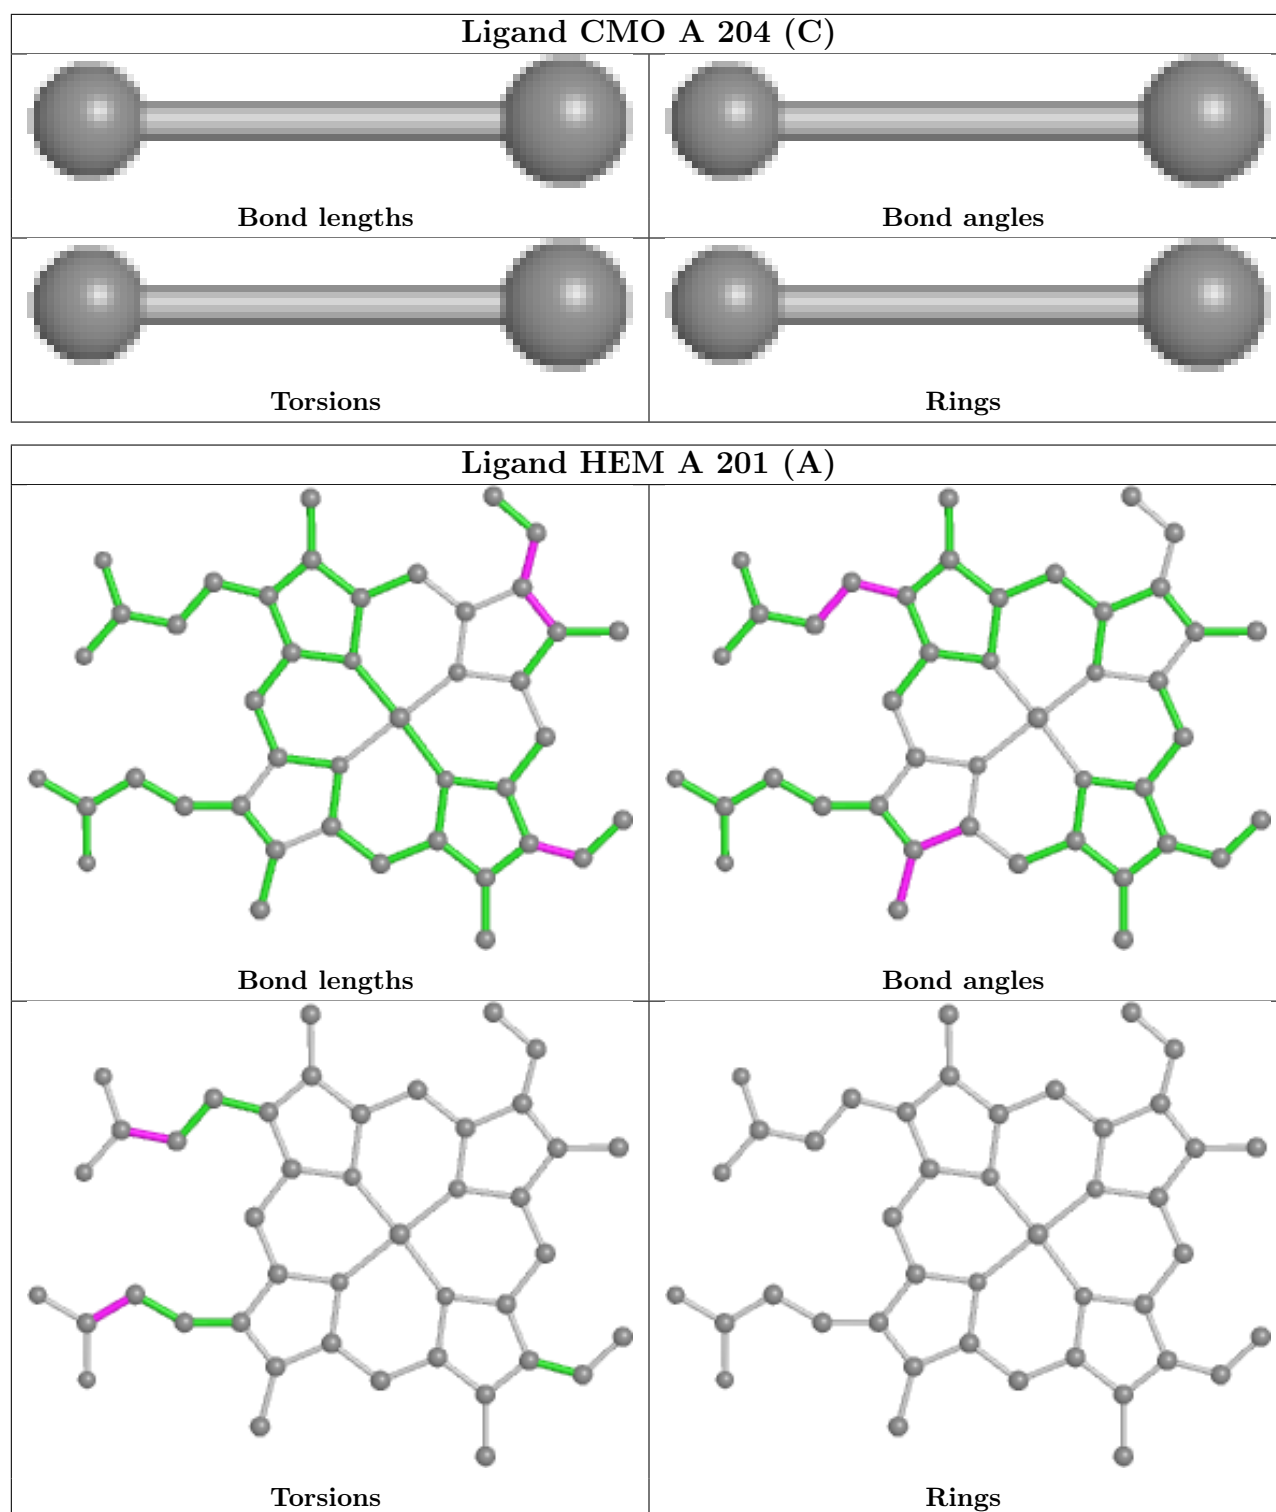 Ligand CMO A 204 (C)
Bond lengths
Bond angles
Torsions
Rings
Ligand HEM A 201 (A)
Bond lengths
Bond angles
Torsions
Rings